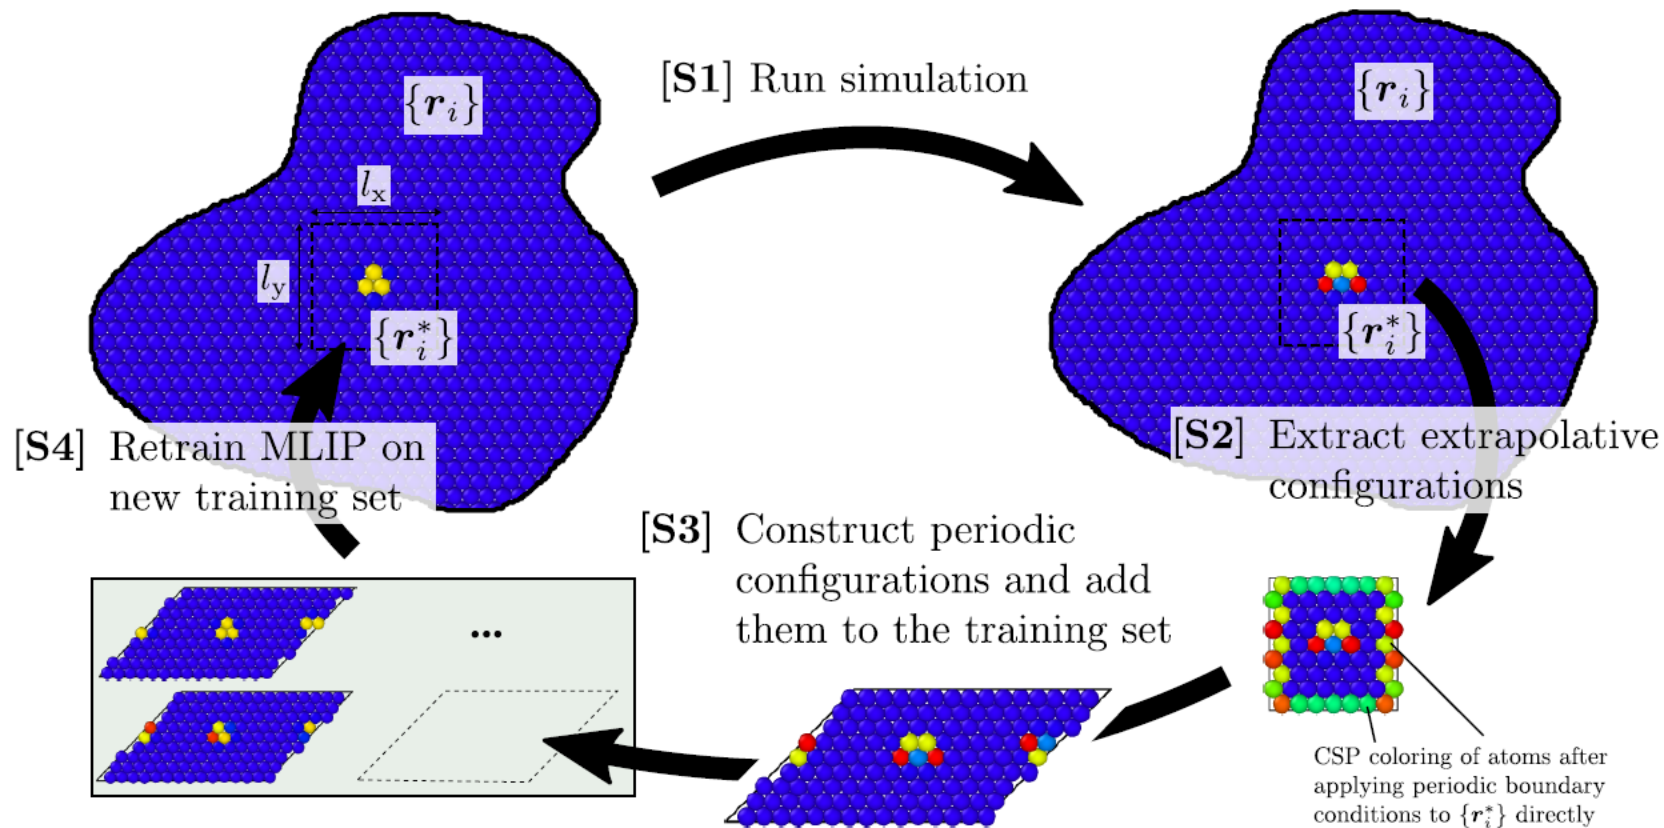 {r_i}
[S1] Run simulation
{r_i}
l_x
l_y
{r_i^*}
{r_i^*}
[S4] Retrain MLIP on
new training set
[S2] Extract extrapolative
configurations
[S3] Construct periodic
configurations and add
them to the training set
...
CSP coloring of atoms after
applying periodic boundary
conditions to {r_i^*} directly